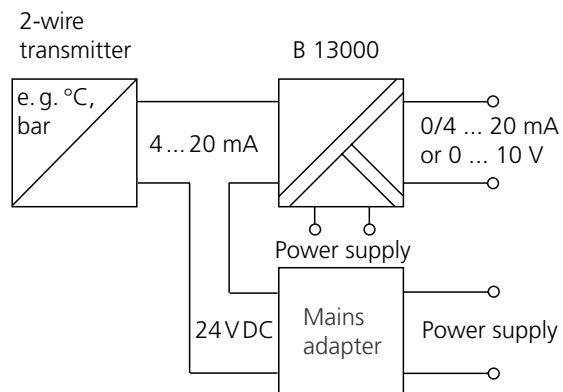 2-wire
transmitter
B 13000
e. g. °C,
bar
4 ... 20 mA
0/4 ... 20 mA
or 0 ... 10 V
Power supply
24 V DC
Mains
adapter
Power supply